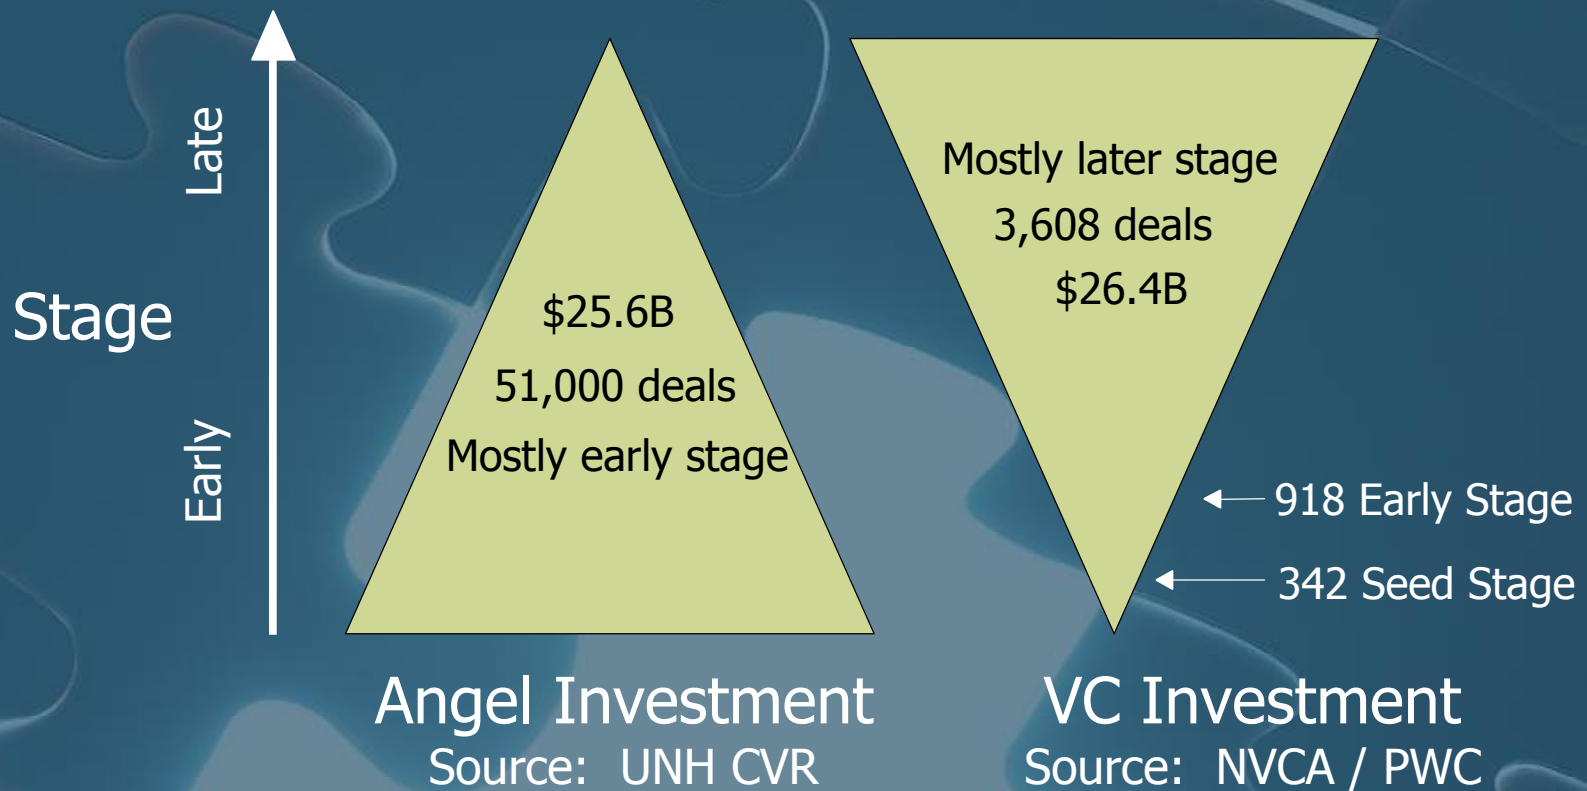 Stage
Late
Early
$25.6B
51,000 deals
Mostly early stage
Angel Investment
Source: UNH CVR
Mostly later stage
3,608 deals
$26.4B
918 Early Stage
342 Seed Stage
VC Investment
Source: NVCA / PWC